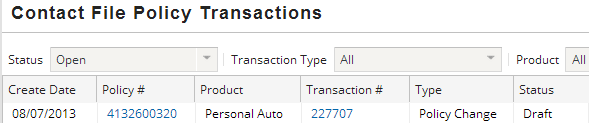 Contact File Policy Transactions
Status Open Transaction Type All Product All
Create Date Policy # Product Transaction # Type Status
08/07/2013 4132600320 Personal Auto 227707 Policy Change Draft